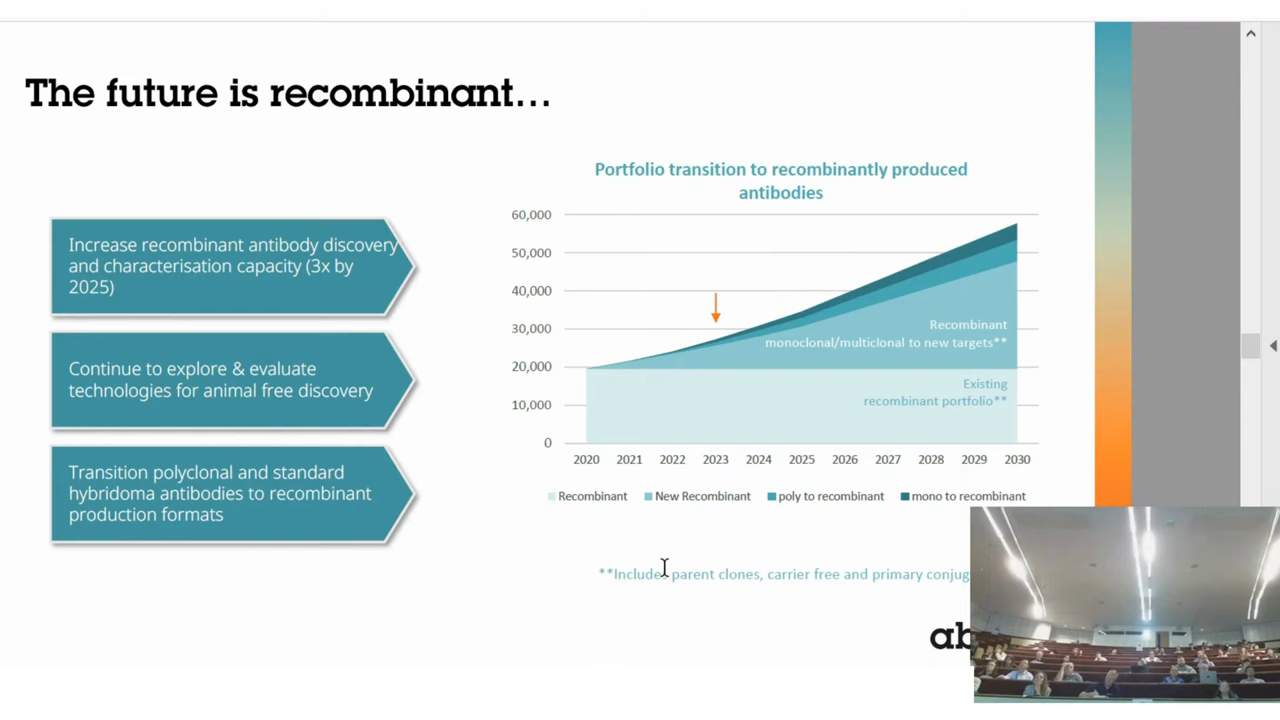 The future is recombinant...
Increase recombinant antibody discovery
and characterisation capacity (3x by
2025)
Continue to explore & evaluate
technologies for animal free discovery
Transition polyclonal and standard
hybridoma antibodies to recombinant
production formats
Portfolio transition to recombinantly produced
antibodies
60,000
50,000
40,000
30,000
20,000
10,000
0
Recombinant
monoclonal/multiclonal to new targets**
Existing
recombinant portfolio**
2020 2021 2022 2023 2024 2025 2026 2027 2028 2029 2030
Recombinant New Recombinant poly to recombinant mono to recombinant
**Includes parent clones, carrier free and primary